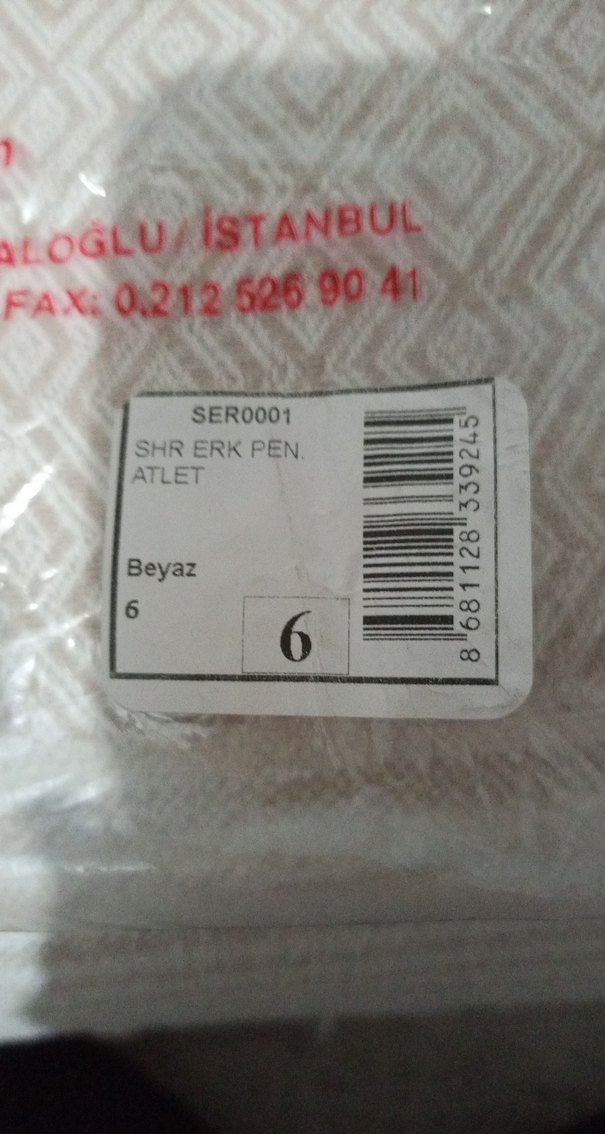 ALOĞLU / İSTANBUL
FAX: 0.212 526 90 41
SER0001
SHR ERK PEN.
ATLET
Beyaz
6
6
8 681128 339245